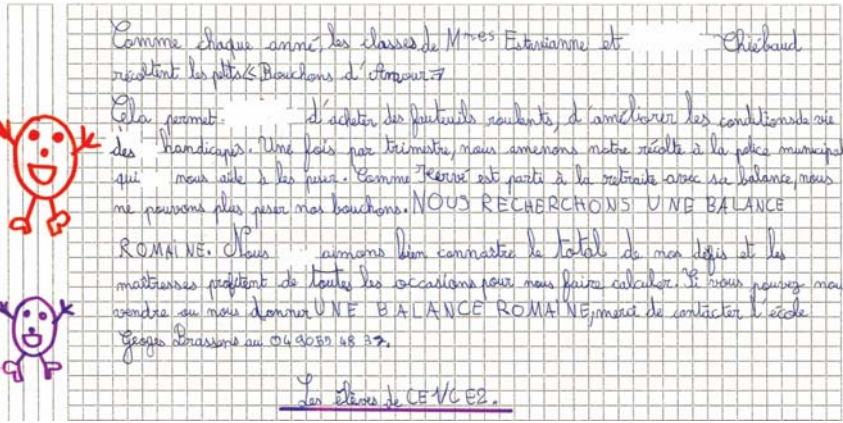 Comme chaque anné, les classes de Mmes Estevianne et Chiébaud
récoltent les petits « Bouchons d'Amour »
Cela permet d'acheter des fauteuils roulants, d'améliorer les conditions de vie
des handicapés. Une fois par trimestre, nous amenons notre récolte à la police municipal
qui nous aide à les peser. Comme Hervé est parti à la retraite avec sa balance, nous
ne pouvons plus peser nos bouchons. NOUS RECHERCHONS UNE BALANCE
ROMAINE. Nous aimons bien connaître le total de nos défis et les
maîtresses profitent de toutes les occasions pour nous faire calculer. Si vous pouvez nous
vendre ou nous donner UNE BALANCE ROMAINE, merci de contacter l'école
Georges Brassens au 04 90 59 48 37.
Les élèves de CE1/CE2.